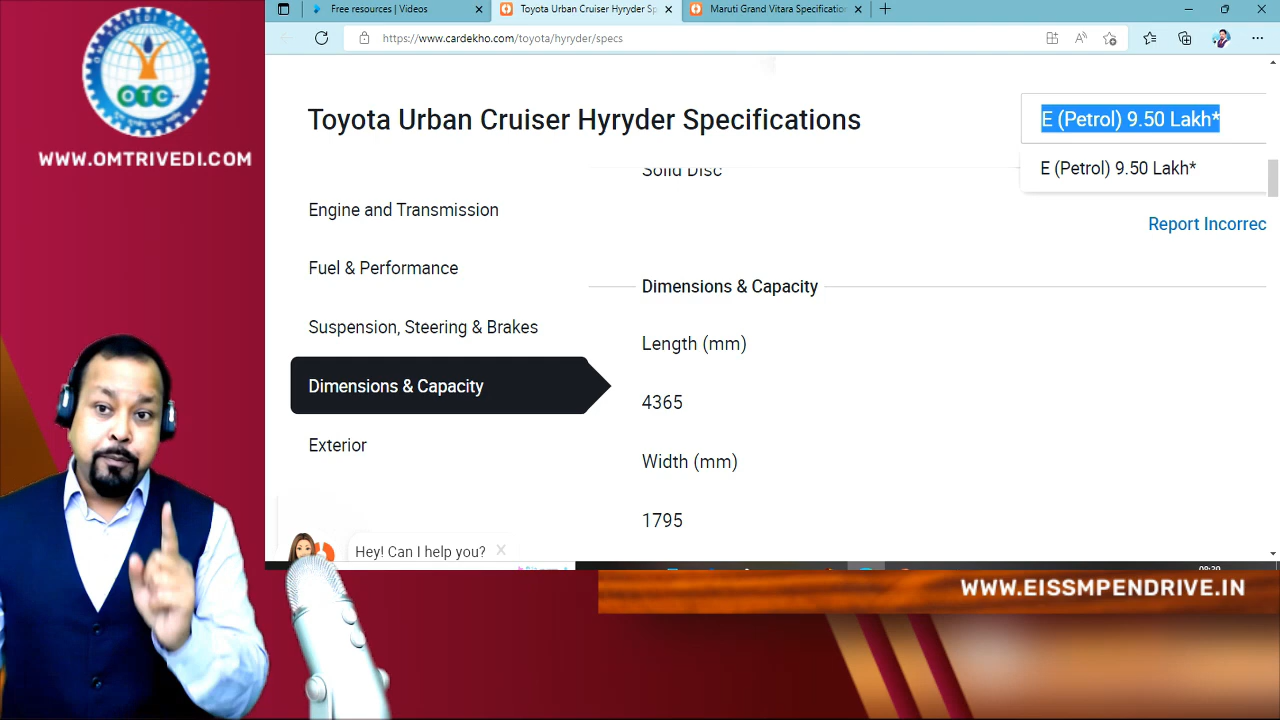 Free resources | Videos
Toyota Urban Cruiser Hyryder Sp
Maruti Grand Vitara Specification
https://www.cardekho.com/toyota/hyryder/specs
OTC
WWW.OMTRIVEDI.COM
Toyota Urban Cruiser Hyryder Specifications
E (Petrol) 9.50 Lakh*
E (Petrol) 9.50 Lakh*
Solid Disc
Report Incorrec
Engine and Transmission
Fuel & Performance
Suspension, Steering & Brakes
Dimensions & Capacity
Exterior
Dimensions & Capacity
Length (mm)
4365
Width (mm)
1795
Hey! Can I help you?
WWW.EISSMPENDRIVE.IN